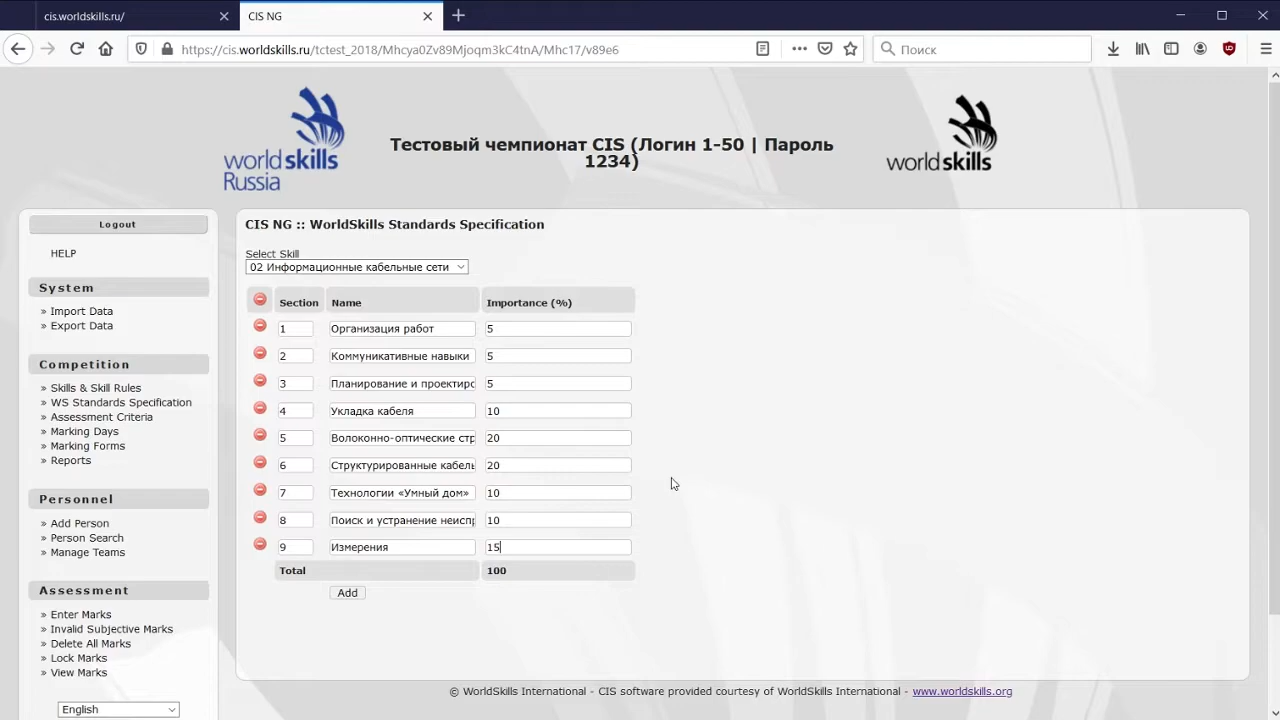 cis.worldskills.ru/
CIS NG
https://cis.worldskills.ru/tctest_2018/Mhcya0Zv89Mjoqm3kC4tnA/Mhc17/v89e6
Поиск
worldskills
Russia
Тестовый чемпионат CIS (Логин 1-50 | Пароль
1234)
worldskills
Logout
HELP
System
» Import Data
» Export Data
Competition
» Skills & Skill Rules
» WS Standards Specification
» Assessment Criteria
» Marking Days
» Marking Forms
» Reports
Personnel
» Add Person
» Person Search
» Manage Teams
Assessment
» Enter Marks
» Invalid Subjective Marks
» Delete All Marks
» Lock Marks
» View Marks
English
CIS NG :: WorldSkills Standards Specification
Select Skill
02 Информационные кабельные сети
Section Name Importance (%)
1 Организация работ 5
2 Коммуникативные навыки 5
3 Планирование и проектирс 5
4 Укладка кабеля 10
5 Волоконно-оптические стр 20
6 Структурированные кабель 20
7 Технологии «Умный дом» 10
8 Поиск и устранение неиспр 10
9 Измерения 15
Total 100
Add
© WorldSkills International - CIS software provided courtesy of WorldSkills International - www.worldskills.org